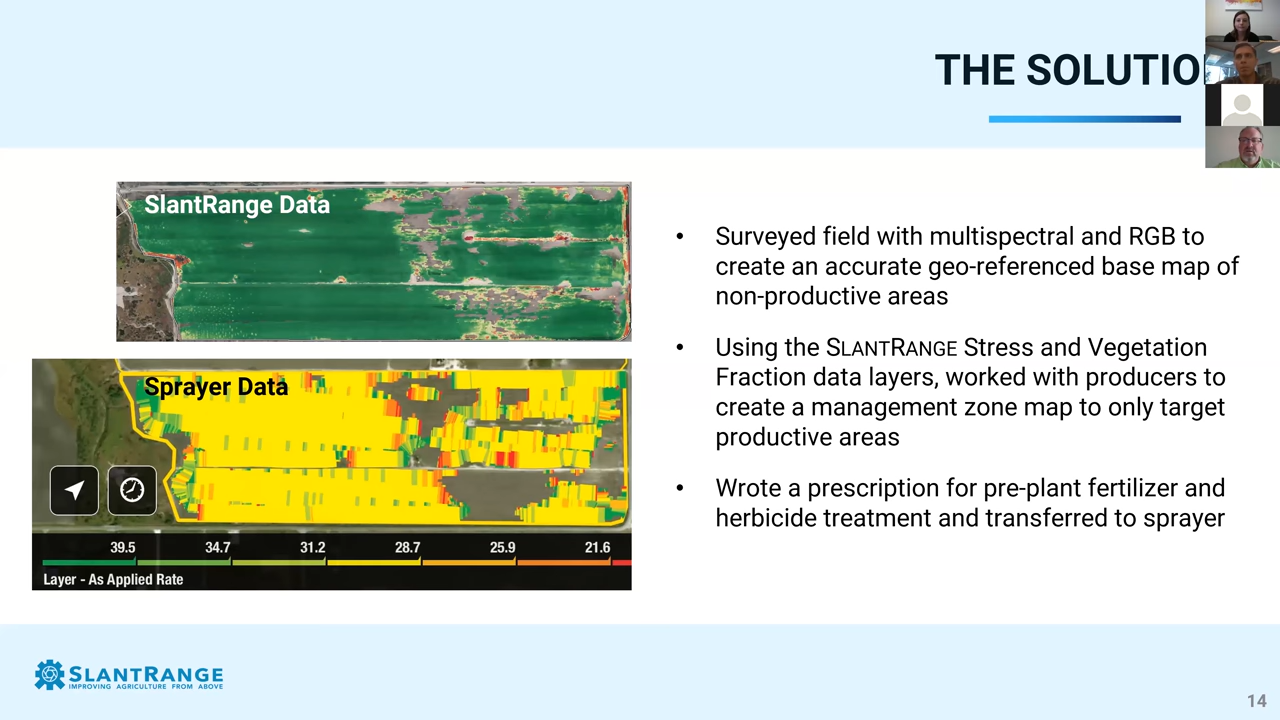 THE SOLUTIO
SlantRange Data
Sprayer Data
39.5 34.7 31.2 28.7 25.9 21.6
Layer - As Applied Rate
• Surveyed field with multispectral and RGB to
create an accurate geo-referenced base map of
non-productive areas
• Using the SLANTRANGE Stress and Vegetation
Fraction data layers, worked with producers to
create a management zone map to only target
productive areas
• Wrote a prescription for pre-plant fertilizer and
herbicide treatment and transferred to sprayer
SLANTRANGE
IMPROVING AGRICULTURE FROM ABOVE
14